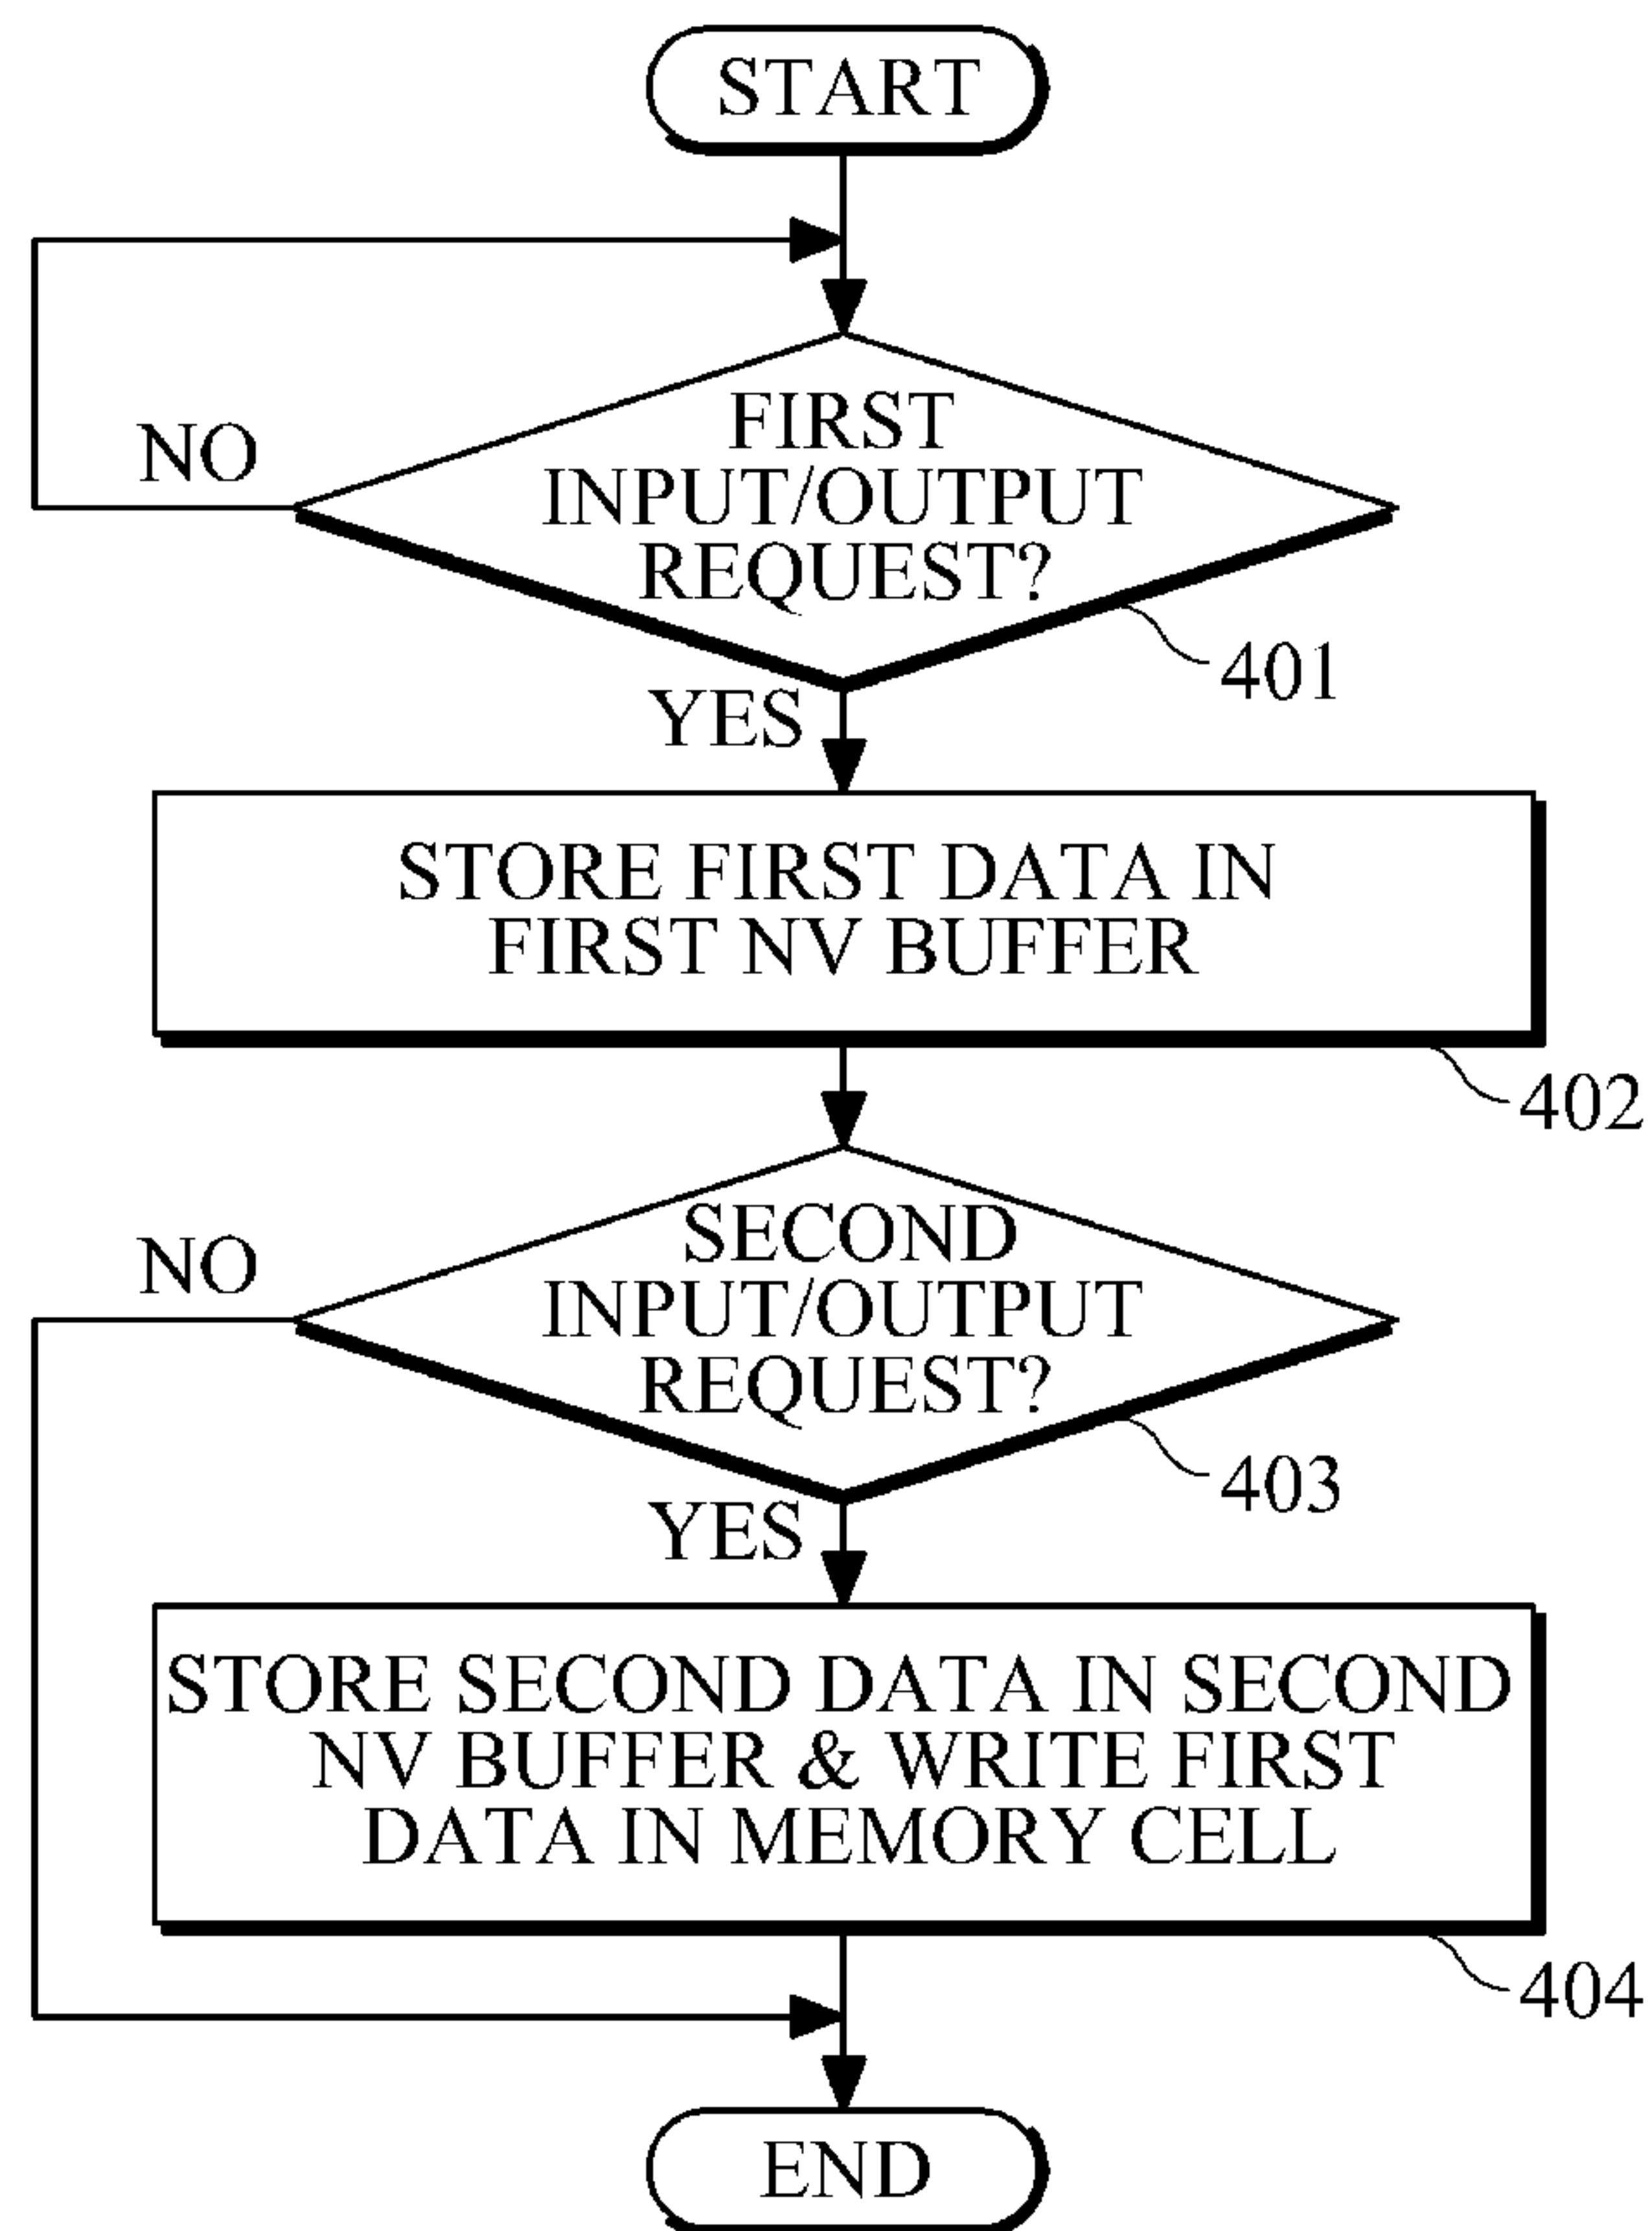 START
NO
FIRST
INPUT/OUTPUT
REQUEST?
401
YES
STORE FIRST DATA IN
FIRST NV BUFFER
402
NO
SECOND
INPUT/OUTPUT
REQUEST?
403
YES
STORE SECOND DATA IN SECOND
NV BUFFER & WRITE FIRST
DATA IN MEMORY CELL
404
END